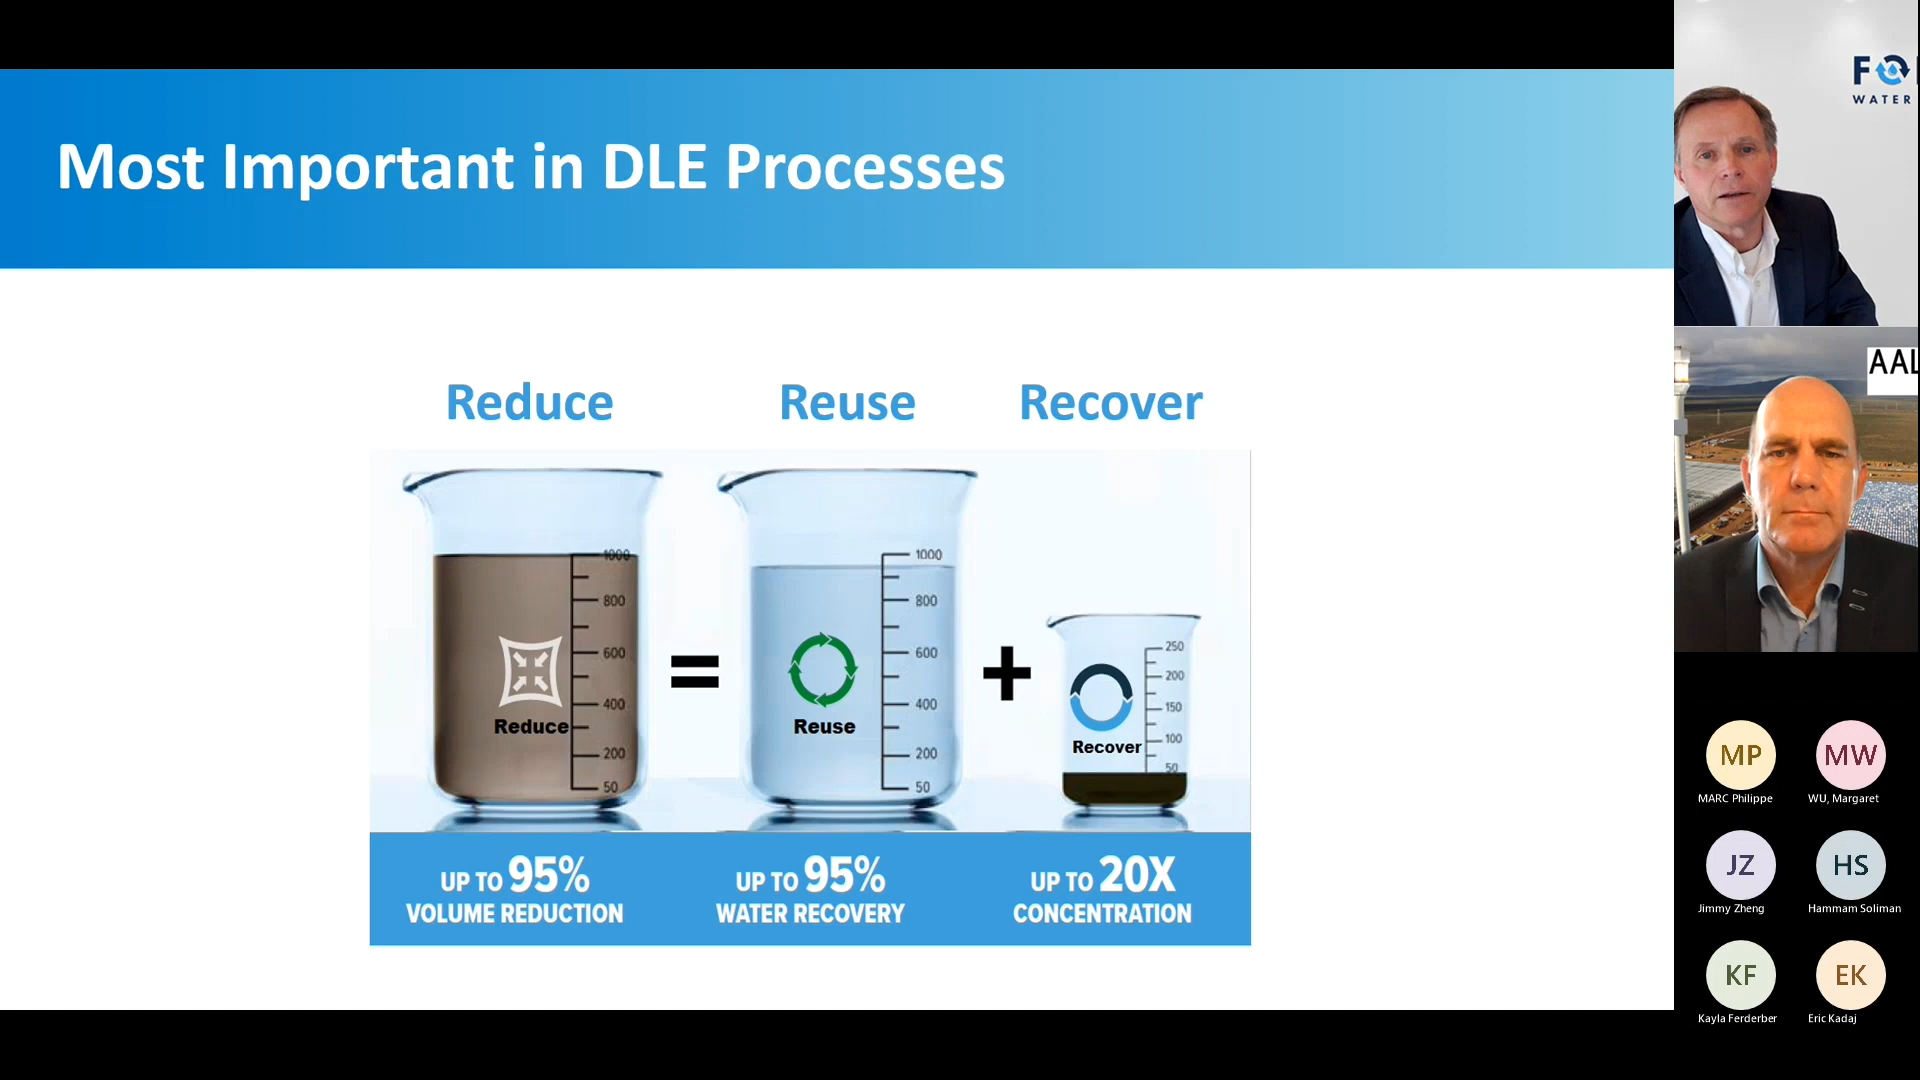 Most Important in DLE Processes
Reduce
Reuse
Recover
1000
800
600
400
200
50
Reduce
=
1000
800
600
400
200
50
Reuse
+
250
200
150
100
50
Recover
UP TO 95%
VOLUME REDUCTION
UP TO 95%
WATER RECOVERY
UP TO 20X
CONCENTRATION
WATER
AAL
MP
MARC Philippe
MW
WU, Margaret
JZ
Jimmy Zheng
HS
Hammam Soliman
KF
Kayla Ferderber
EK
Eric Kadaj